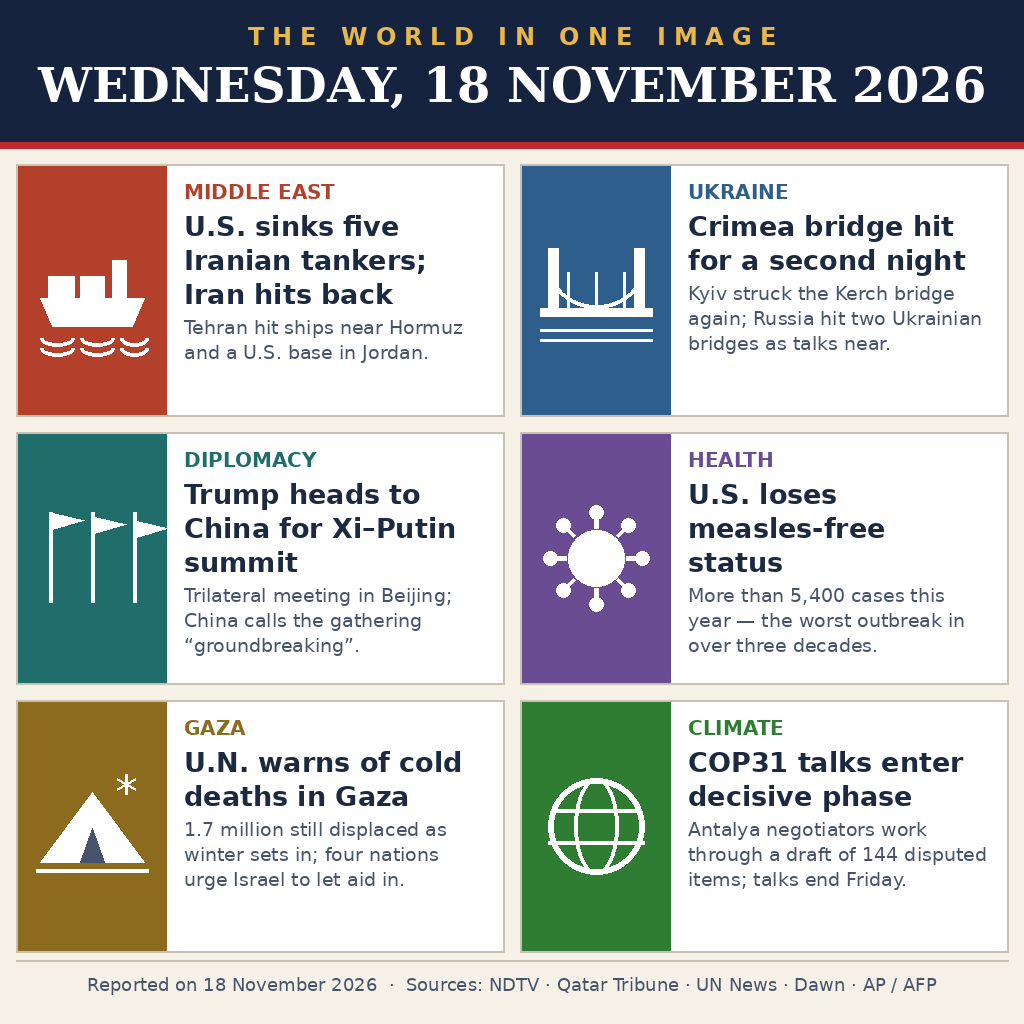 THE WORLD IN ONE IMAGE
WEDNESDAY, 18 NOVEMBER 2026
MIDDLE EAST
U.S. sinks five
Iranian tankers;
Iran hits back
Tehran hit ships near Hormuz
and a U.S. base in Jordan.
UKRAINE
Crimea bridge hit
for a second night
Kyiv struck the Kerch bridge
again; Russia hit two Ukrainian
bridges as talks near.
DIPLOMACY
Trump heads to
China for Xi–Putin
summit
Trilateral meeting in Beijing;
China calls the gathering
“groundbreaking”.
HEALTH
U.S. loses
measles-free
status
More than 5,400 cases this
year — the worst outbreak in
over three decades.
GAZA
U.N. warns of cold
deaths in Gaza
1.7 million still displaced as
winter sets in; four nations
urge Israel to let aid in.
CLIMATE
COP31 talks enter
decisive phase
Antalya negotiators work
through a draft of 144 disputed
items; talks end Friday.
Reported on 18 November 2026 · Sources: NDTV · Qatar Tribune · UN News · Dawn · AP / AFP